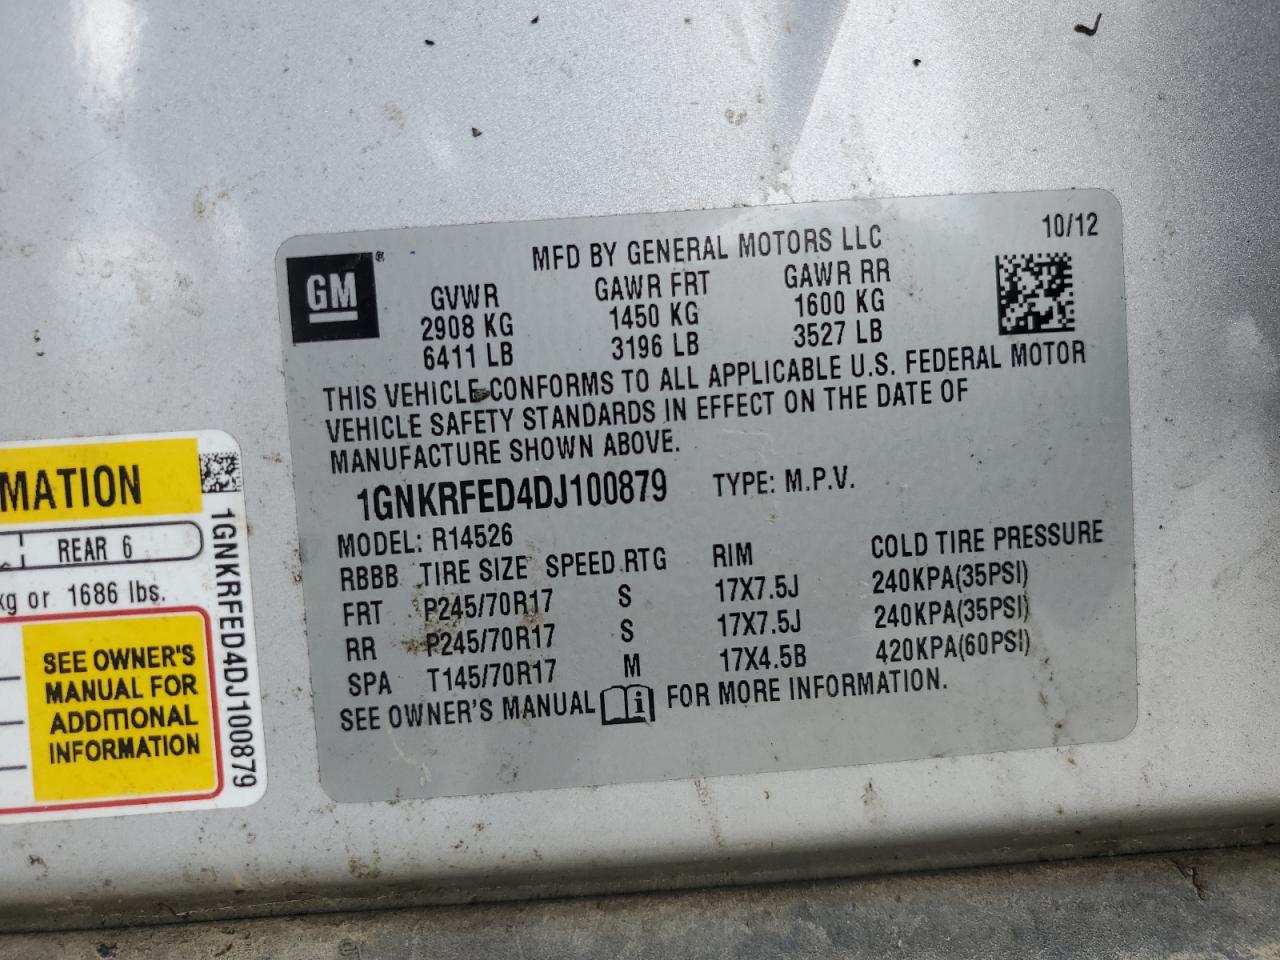 GM
®
MFD BY GENERAL MOTORS LLC
10/12
GVWR GAWR FRT GAWR RR
2908 KG 1450 KG 1600 KG
6411 LB 3196 LB 3527 LB
THIS VEHICLE CONFORMS TO ALL APPLICABLE U.S. FEDERAL MOTOR
VEHICLE SAFETY STANDARDS IN EFFECT ON THE DATE OF
MANUFACTURE SHOWN ABOVE.
1GNKRFED4DJ100879 TYPE: M.P.V.
MODEL: R14526
RBBB TIRE SIZE SPEED RTG RIM COLD TIRE PRESSURE
FRT P245/70R17 S 17X7.5J 240KPA(35PSI)
RR P245/70R17 S 17X7.5J 240KPA(35PSI)
SPA T145/70R17 M 17X4.5B 420KPA(60PSI)
SEE OWNER'S MANUAL i FOR MORE INFORMATION.
MATION
REAR 6
kg or 1686 lbs.
SEE OWNER'S
MANUAL FOR
ADDITIONAL
INFORMATION
1GNKRFED4DJ100879